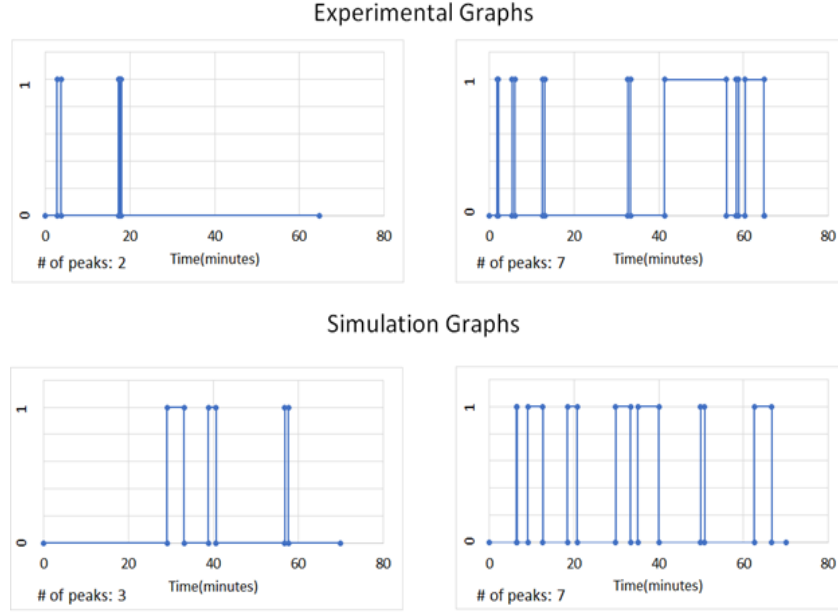 Experimental Graphs
1
0
0 20 40 60 80
# of peaks: 2 Time(minutes)
1
0
0 20 40 60 80
# of peaks: 7 Time(minutes)
Simulation Graphs
1
0
0 20 40 60 80
# of peaks: 3 Time(minutes)
1
0
0 20 40 60 80
# of peaks: 7 Time(minutes)